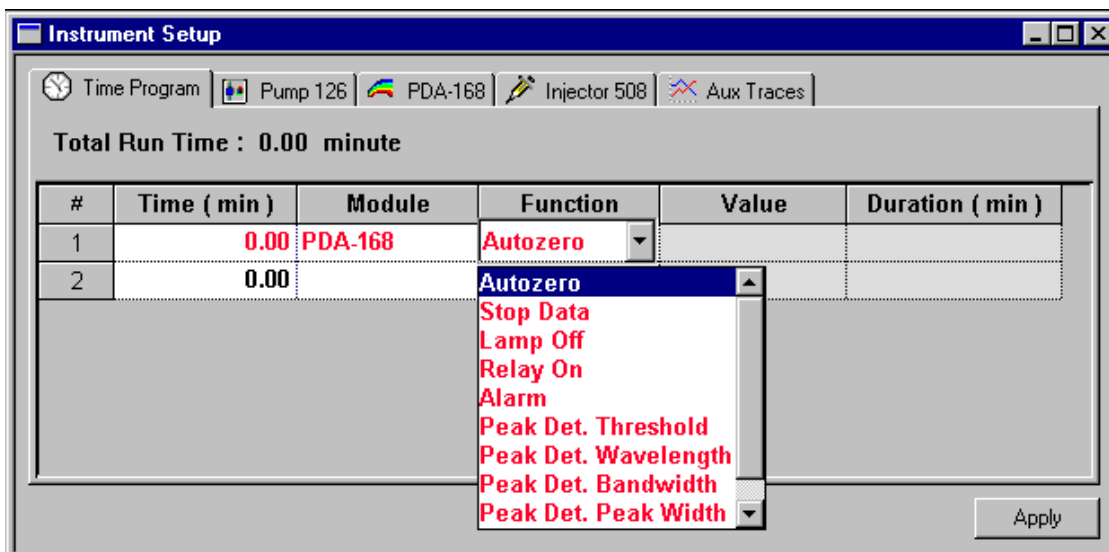 Instrument Setup
Time Program Pump 126 PDA-168 Injector 508 Aux Traces
Total Run Time : 0.00 minute
# Time ( min ) Module Function Value Duration ( min )
1 0.00 PDA-168 Autozero
2 0.00
Autozero
Stop Data
Lamp Off
Relay On
Alarm
Peak Det. Threshold
Peak Det. Wavelength
Peak Det. Bandwidth
Peak Det. Peak Width
Apply